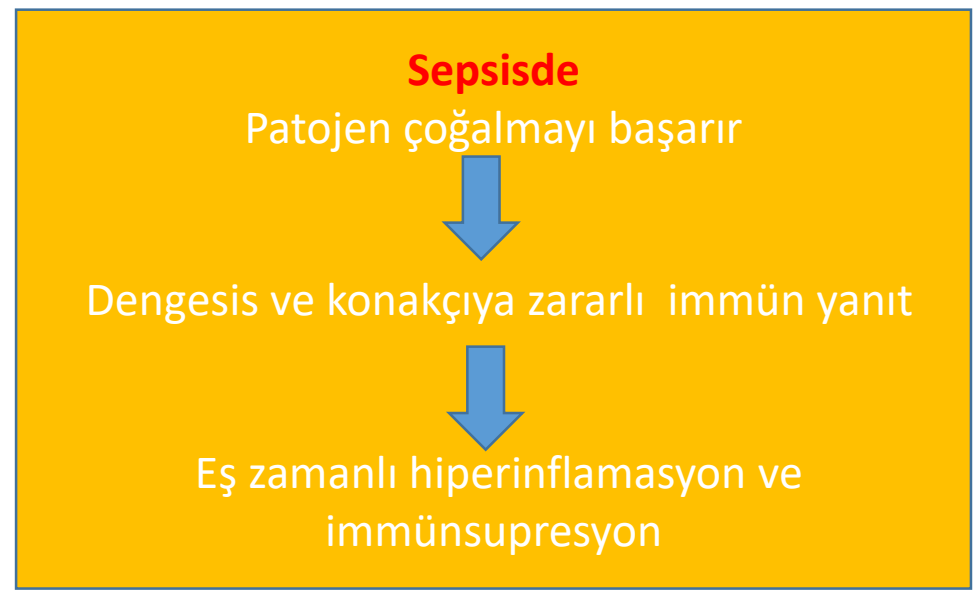 Sepsisde
Patojen çoğalmayı başarır
Dengesis ve konakçıya zararlı immün yanıt
Eş zamanlı hiperinflamasyon ve
immünsupresyon